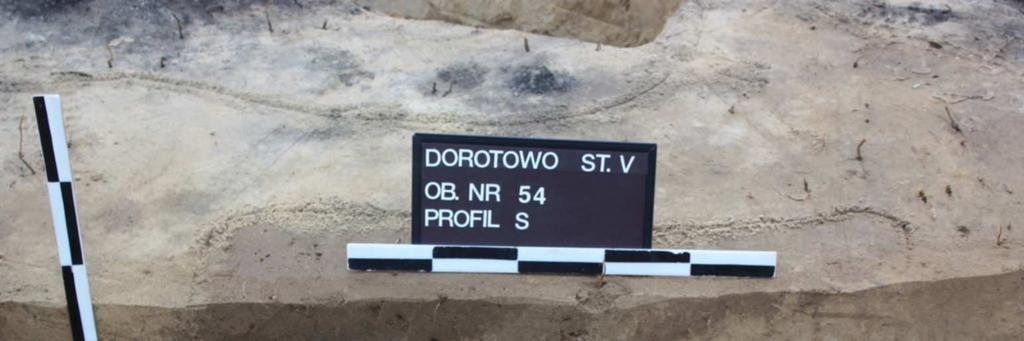 DOROTOWO ST. V
OB. NR 54
PROFIL S